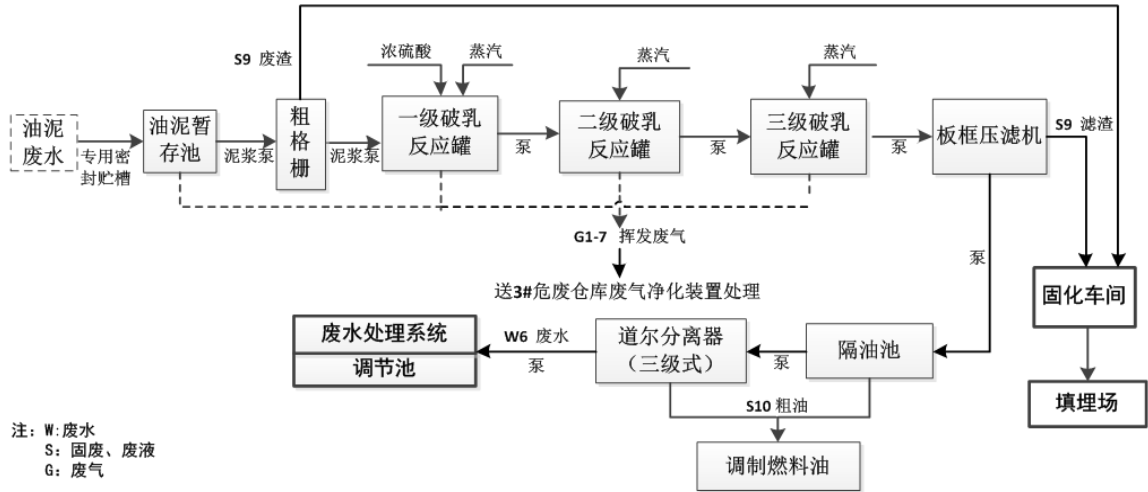 S9 废渣
浓硫酸
蒸汽
蒸汽
蒸汽
油泥
废水
专用密
封贮槽
油泥暂
存池
泥浆泵
粗
格
栅
泥浆泵
一级破乳
反应罐
泵
二级破乳
反应罐
泵
三级破乳
反应罐
泵
板框压滤机
S9 滤渣
G1-7 挥发废气
送3#危废仓库废气净化装置处理
泵
固化车间
填埋场
废水处理系统
调节池
W6 废水
泵
道尔分离器
（三级式）
泵
隔油池
S10 粗油
调制燃料油
注：W:废水
S：固废、废液
G：废气